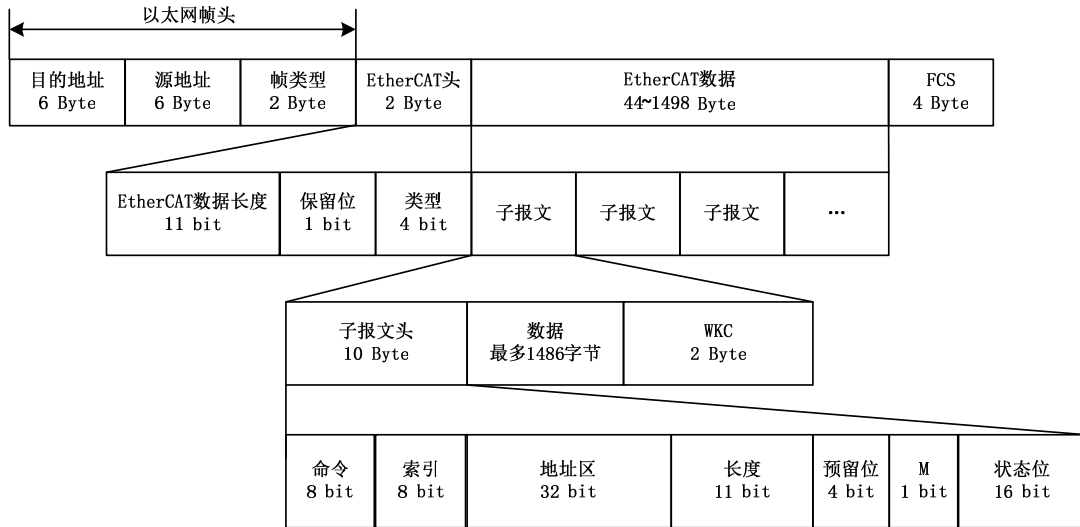 以太网帧头
目的地址
6 Byte
源地址
6 Byte
帧类型
2 Byte
EtherCAT头
2 Byte
EtherCAT数据
44~1498 Byte
FCS
4 Byte
EtherCAT数据长度
11 bit
保留位
1 bit
类型
4 bit
子报文
子报文
子报文
...
子报文头
10 Byte
数据
最多1486字节
WKC
2 Byte
命令
8 bit
索引
8 bit
地址区
32 bit
长度
11 bit
预留位
4 bit
M
1 bit
状态位
16 bit